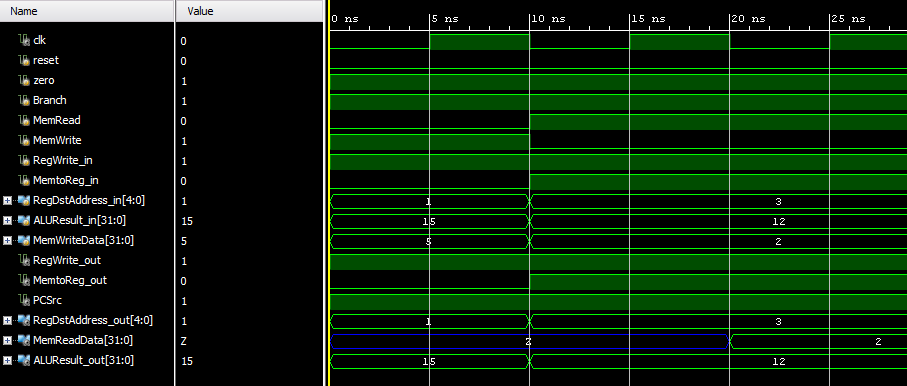 Name Value 0 ns 5 ns 10 ns 15 ns 20 ns 25 ns
clk 0
reset 0
zero 1
Branch 1
MemRead 0
MemWrite 1
RegWrite_in 1
MemtoReg_in 0
RegDstAddress_in[4:0] 1 1 3
ALUResult_in[31:0] 15 15 12
MemWriteData[31:0] 5 5 2
RegWrite_out 1
MemtoReg_out 0
PCSrc 1
RegDstAddress_out[4:0] 1 1 3
MemReadData[31:0] Z Z 2
ALUResult_out[31:0] 15 15 12